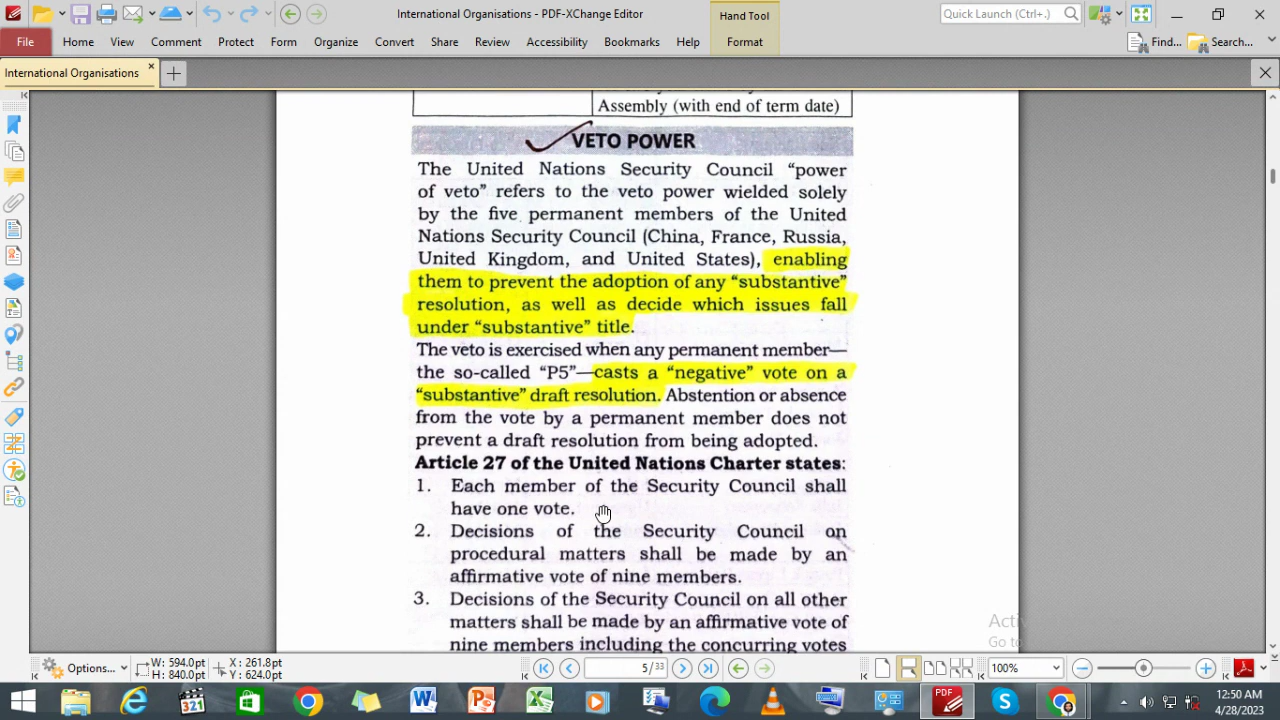 International Organisations - PDF-XChange Editor
Hand Tool
Quick Launch (Ctrl+.)
File
Home
View
Comment
Protect
Form
Organize
Convert
Share
Review
Accessibility
Bookmarks
Help
Format
Find...
Search...
International Organisations
Assembly (with end of term date)
VETO POWER
The United Nations Security Council “power
of veto” refers to the veto power wielded solely
by the five permanent members of the United
Nations Security Council (China, France, Russia,
United Kingdom, and United States), enabling
them to prevent the adoption of any “substantive”
resolution, as well as decide which issues fall
under “substantive” title.
The veto is exercised when any permanent member—
the so-called “P5”—casts a “negative” vote on a
“substantive” draft resolution. Abstention or absence
from the vote by a permanent member does not
prevent a draft resolution from being adopted.
Article 27 of the United Nations Charter states:
1. Each member of the Security Council shall
have one vote.
2. Decisions of the Security Council on
procedural matters shall be made by an
affirmative vote of nine members.
3. Decisions of the Security Council on all other
matters shall be made by an affirmative vote of
nine members including the concurring votes
Go to
Options...
W: 594.0pt
H: 840.0pt
X: 261.8pt
Y: 624.0pt
5 / 33
100%
321
PDF
12:50 AM
4/28/2023